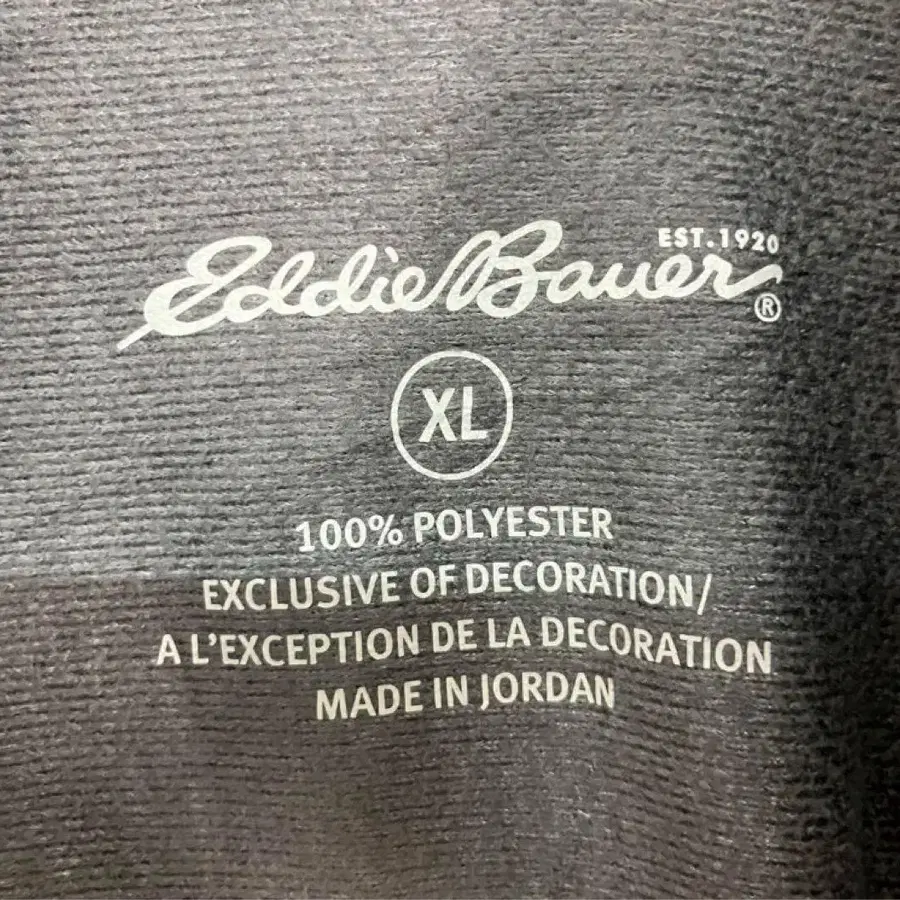 EST.1920
Eddie Bauer®
XL
100% POLYESTER
EXCLUSIVE OF DECORATION/
A L'EXCEPTION DE LA DECORATION
MADE IN JORDAN